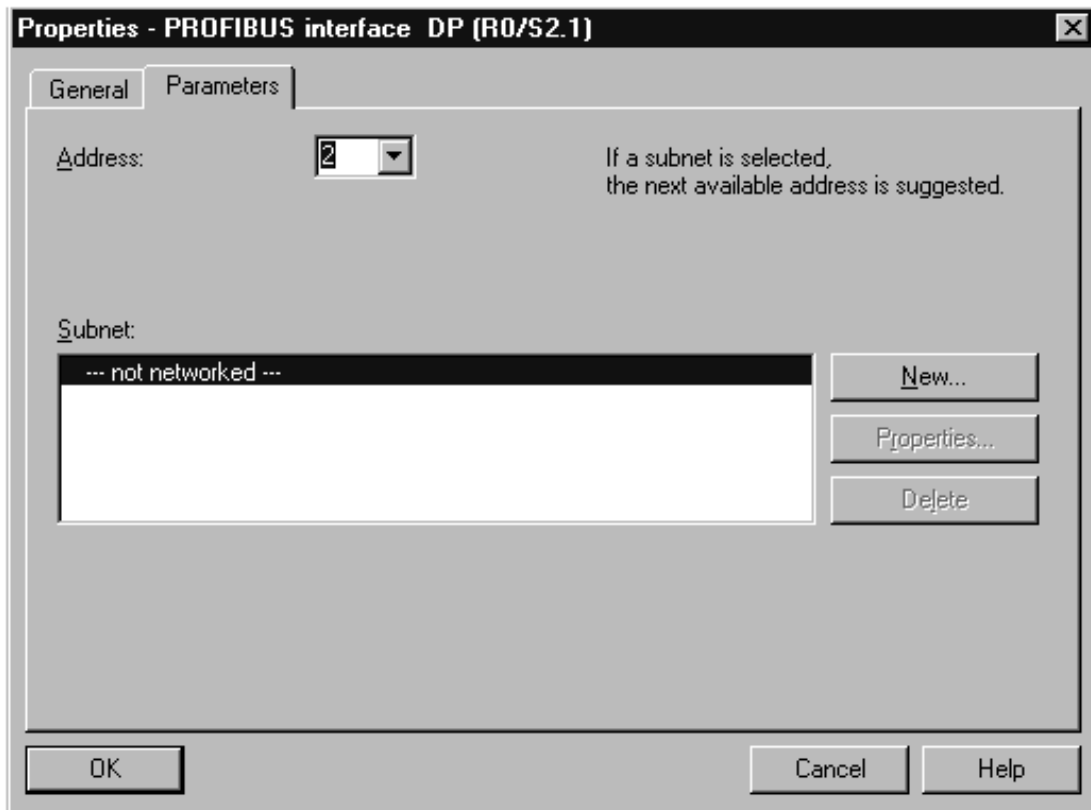 Properties - PROFIBUS interface  DP (R0/S2.1)
General
Parameters
Address:
2
If a subnet is selected,
the next available address is suggested.
Subnet:
--- not networked ---
New...
Properties...
Delete
OK
Cancel
Help